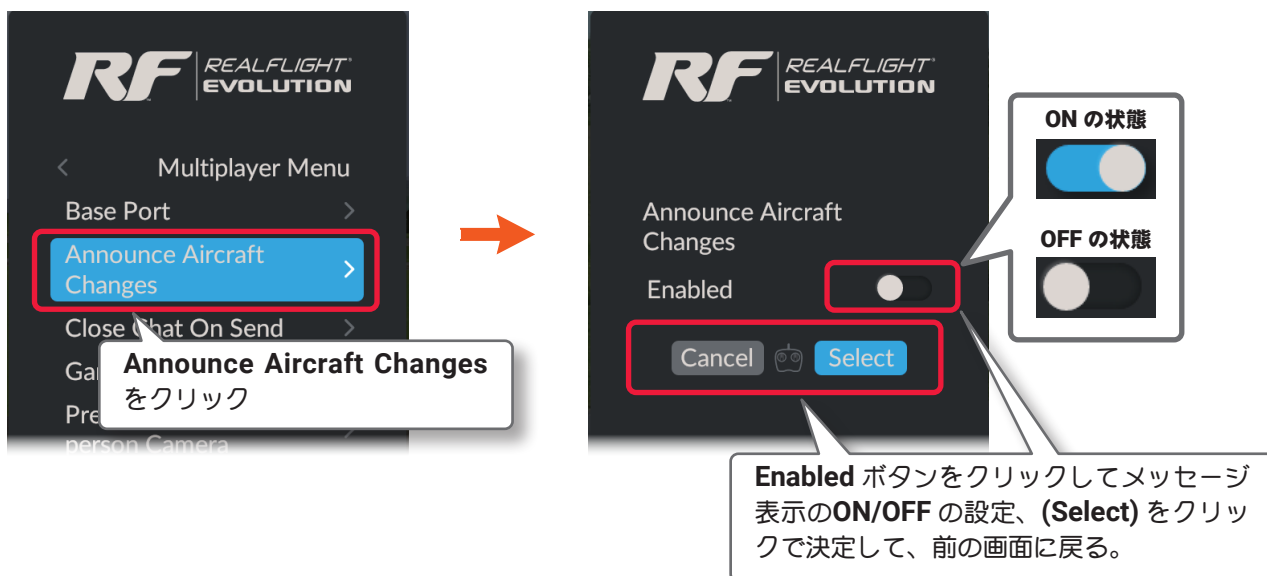 RF REALFLIGHT
EVOLUTION
Multiplayer Menu
Base Port
Announce Aircraft
Changes
Close Chat On Send
person Camera
Announce Aircraft Changes
をクリック
RF REALFLIGHT
EVOLUTION
Announce Aircraft
Changes
Enabled
Cancel
Select
ON の状態
OFF の状態
Enabled ボタンをクリックしてメッセージ
表示のON/OFF の設定、(Select) をクリッ
クで決定して、前の画面に戻る。